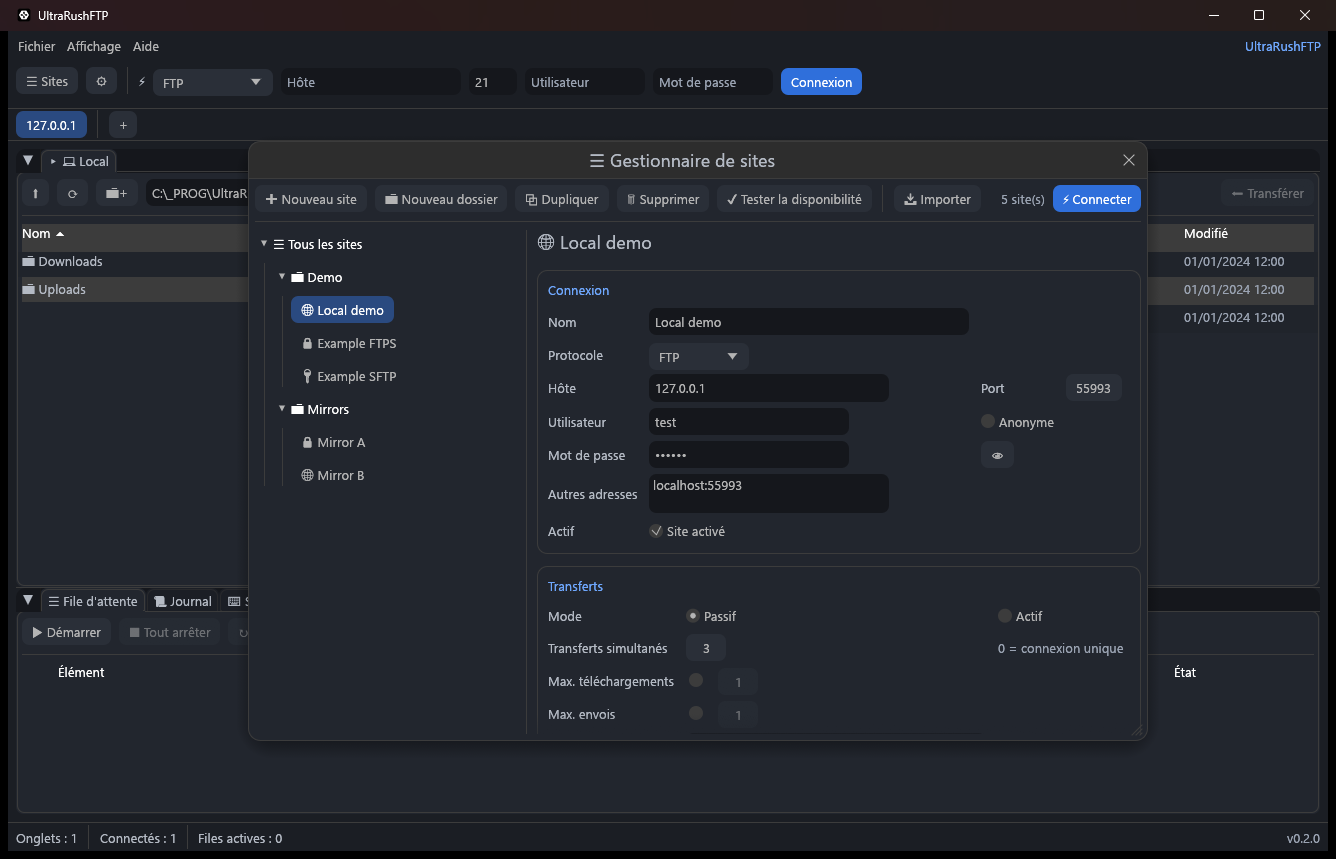 UltraRushFTP
Fichier Affichage Aide UltraRushFTP
Sites FTP Hôte 21 Utilisateur Mot de passe Connexion
127.0.0.1 +
Local
Gestionnaire de sites
C:\_PROG\UltraR
Transférer
Nouveau site Nouveau dossier Dupliquer Supprimer Tester la disponibilité Importer 5 site(s) Connecter
Nom Modifié
Downloads 01/01/2024 12:00
Uploads 01/01/2024 12:00
01/01/2024 12:00
Tous les sites
Demo
Local demo
Example FTPS
Example SFTP
Mirrors
Mirror A
Mirror B
Local demo
Connexion
Nom Local demo
Protocole FTP
Hôte 127.0.0.1 Port 55993
Utilisateur test Anonyme
Mot de passe ••••••
Autres adresses localhost:55993
Actif Site activé
Transferts
Mode Passif Actif
Transferts simultanés 3 0 = connexion unique
Max. téléchargements 1
Max. envois 1
File d'attente Journal S
Démarrer Tout arrêter
Élément État
Onglets : 1 Connectés : 1 Files actives : 0 v0.2.0